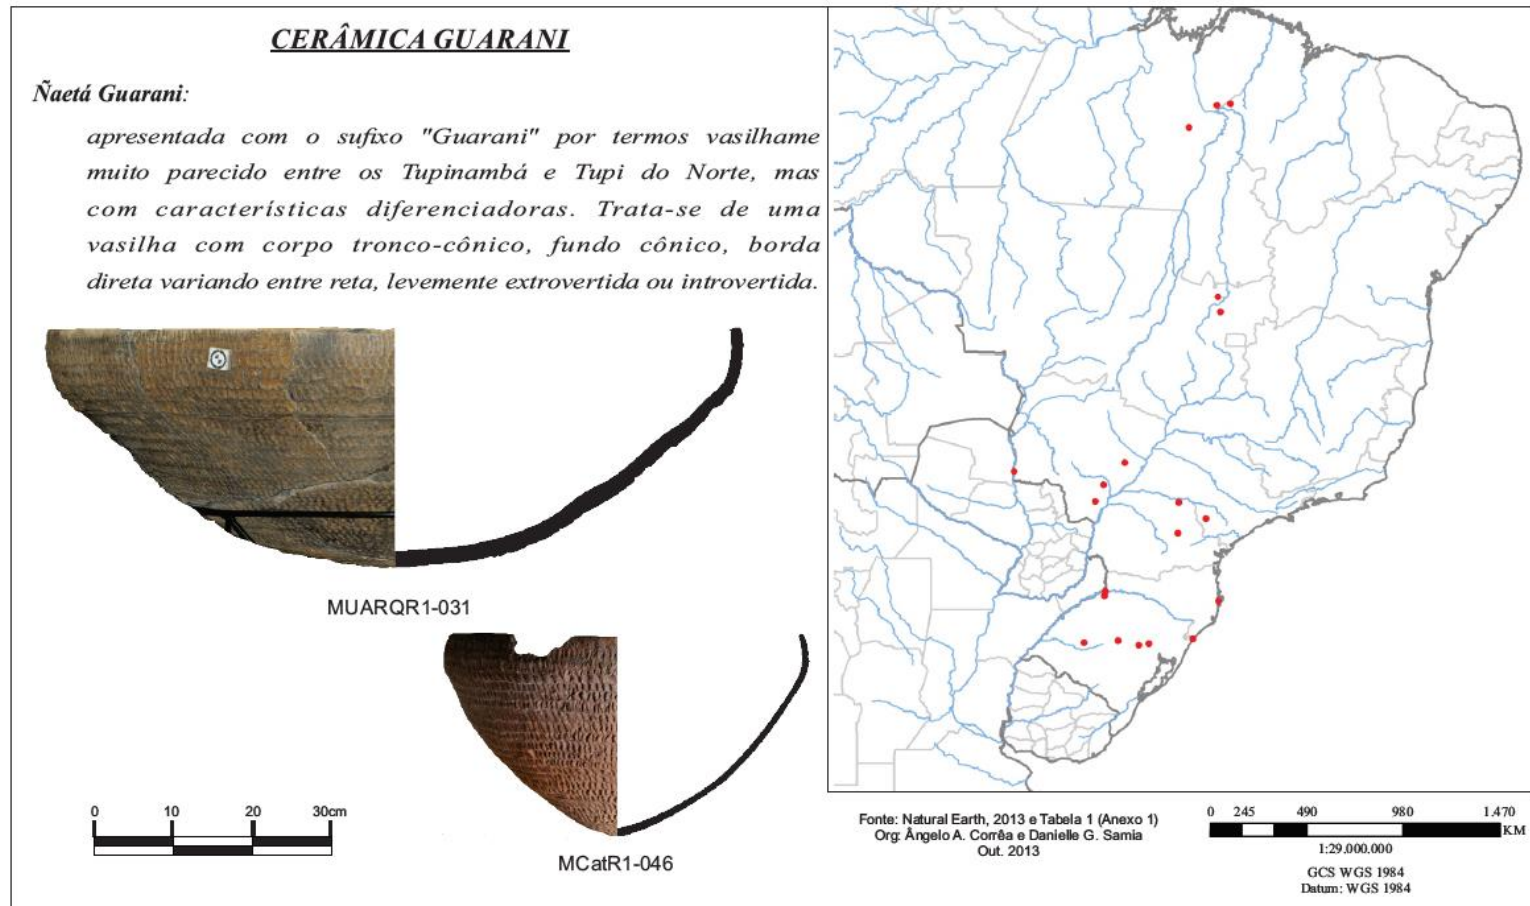 CERÂMICA GUARANI
Ñaetá Guarani:
apresentada com o sufixo "Guarani" por termos vasilhame
muito parecido entre os Tupinambá e Tupi do Norte, mas
com características diferenciadoras. Trata-se de uma
vasilha com corpo tronco-cônico, fundo cônico, borda
direta variando entre reta, levemente extrovertida ou introvertida.
MUARQR1-031
MCatR1-046
0 10 20 30cm
Fonte: Natural Earth, 2013 e Tabela 1 (Anexo 1)
Org: Ângelo A. Corrêa e Danielle G. Samia
Out. 2013
0 245 490 980 1.470
KM
1:29.000.000
GCS WGS 1984
Datum: WGS 1984